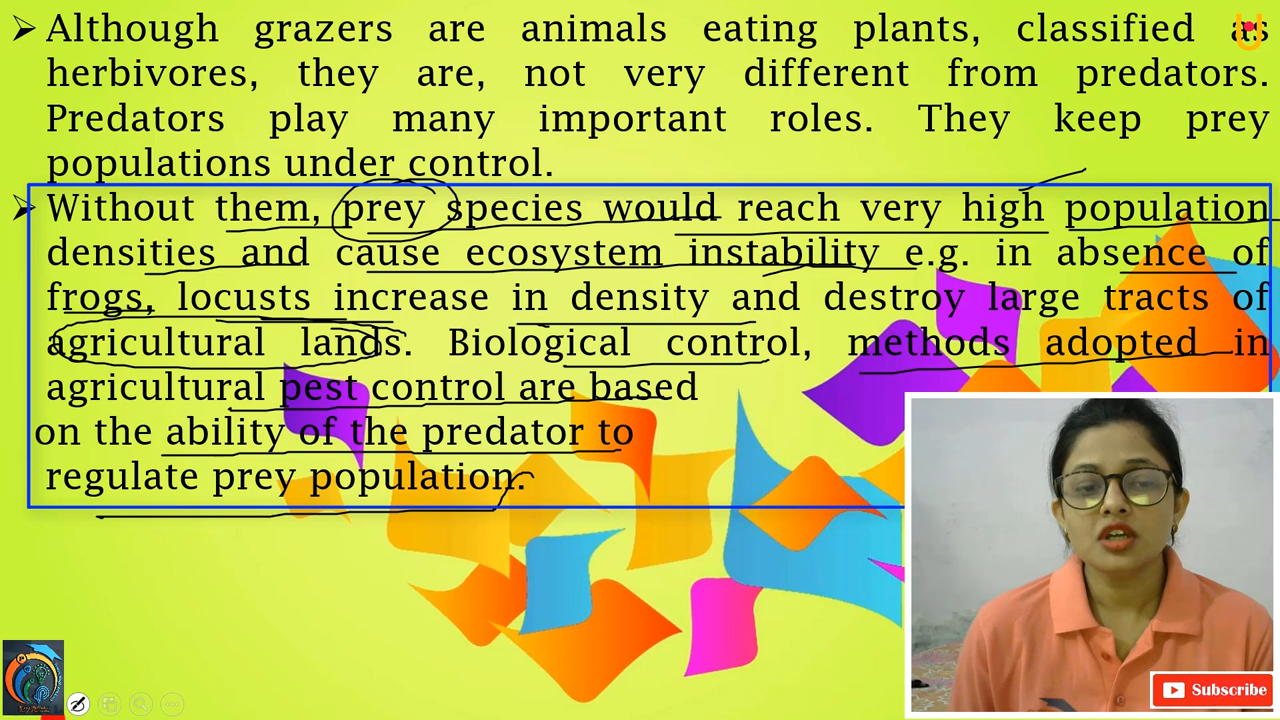 Although grazers are animals eating plants, classified as
herbivores, they are, not very different from predators.
Predators play many important roles. They keep prey
populations under control.
Without them, prey species would reach very high population
densities and cause ecosystem instability e.g. in absence of
frogs, locusts increase in density and destroy large tracts of
agricultural lands. Biological control, methods adopted in
agricultural pest control are based
on the ability of the predator to
regulate prey population.
Subscribe